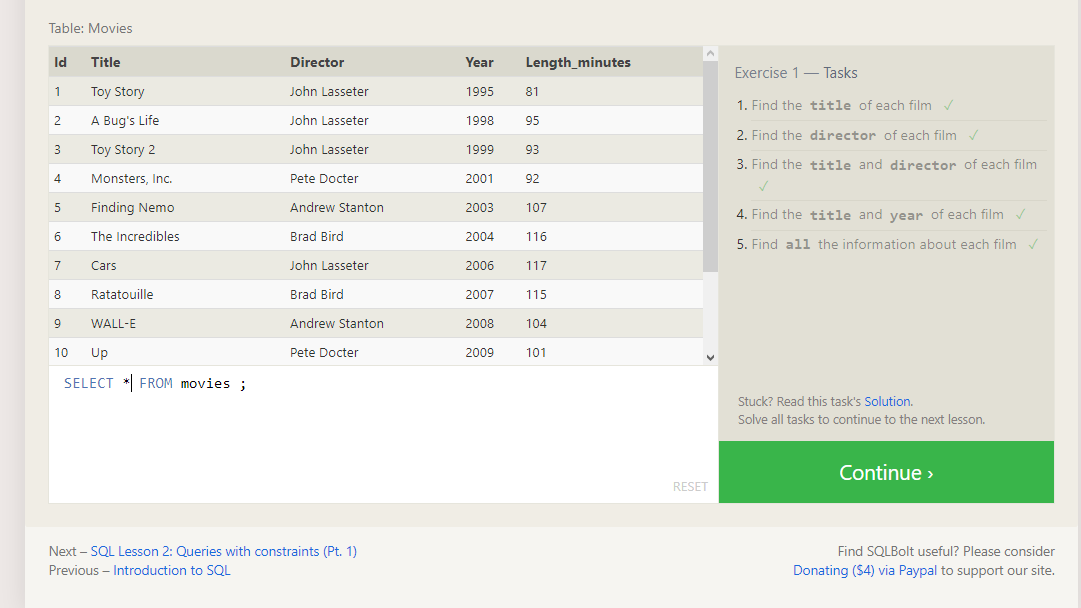 Table: Movies
Id Title Director Year Length_minutes
1 Toy Story John Lasseter 1995 81
2 A Bug's Life John Lasseter 1998 95
3 Toy Story 2 John Lasseter 1999 93
4 Monsters, Inc. Pete Docter 2001 92
5 Finding Nemo Andrew Stanton 2003 107
6 The Incredibles Brad Bird 2004 116
7 Cars John Lasseter 2006 117
8 Ratatouille Brad Bird 2007 115
9 WALL-E Andrew Stanton 2008 104
10 Up Pete Docter 2009 101
SELECT * FROM movies ;
RESET
Exercise 1 — Tasks
1. Find the title of each film ✓
2. Find the director of each film ✓
3. Find the title and director of each film
✓
4. Find the title and year of each film ✓
5. Find all the information about each film ✓
Stuck? Read this task's Solution.
Solve all tasks to continue to the next lesson.
Continue ›
Next – SQL Lesson 2: Queries with constraints (Pt. 1)
Previous – Introduction to SQL
Find SQLBolt useful? Please consider
Donating ($4) via Paypal to support our site.